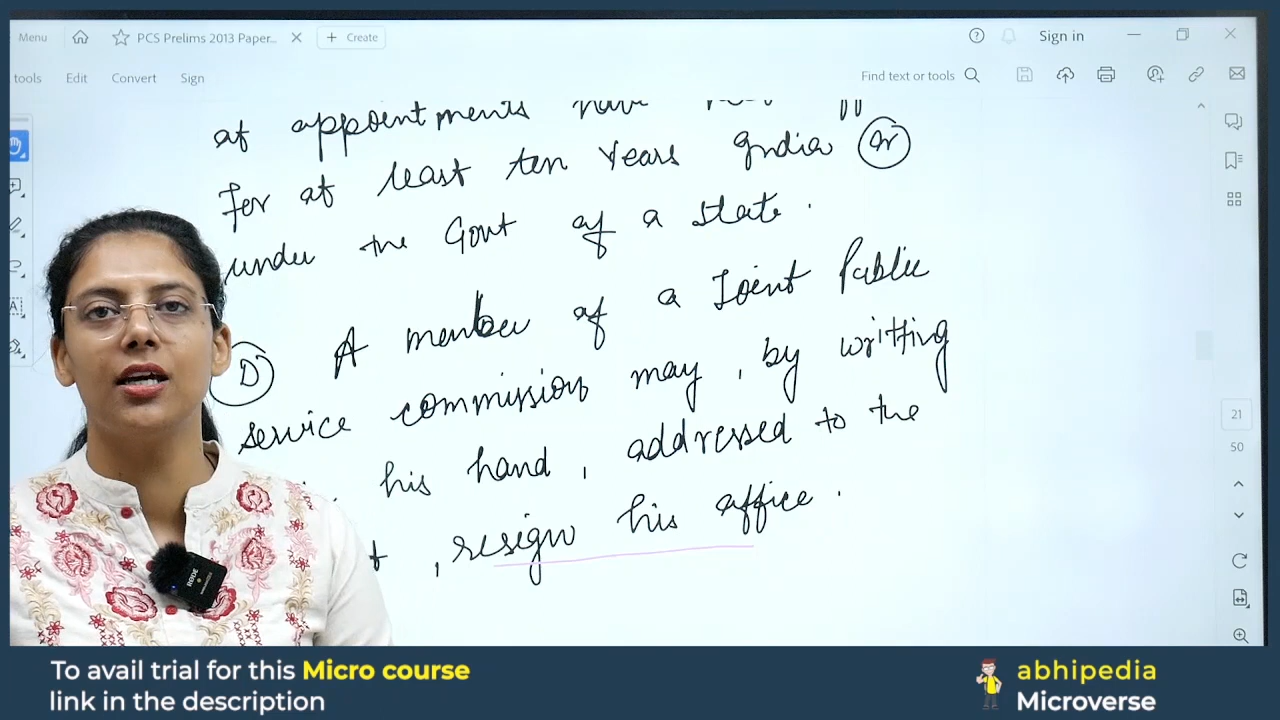 Menu
PCS Prelims 2013 Paper...
+ Create
Sign in
tools Edit Convert Sign
Find text or tools
at appointments have
For at least ten Years India or
under the Govt of a State.
D A member of a Joint Public
service commission may, by writting
his hand, addressed to the
t, resign his office.
21
50
RODE
To avail trial for this Micro course
link in the description
abhipedia
Microverse